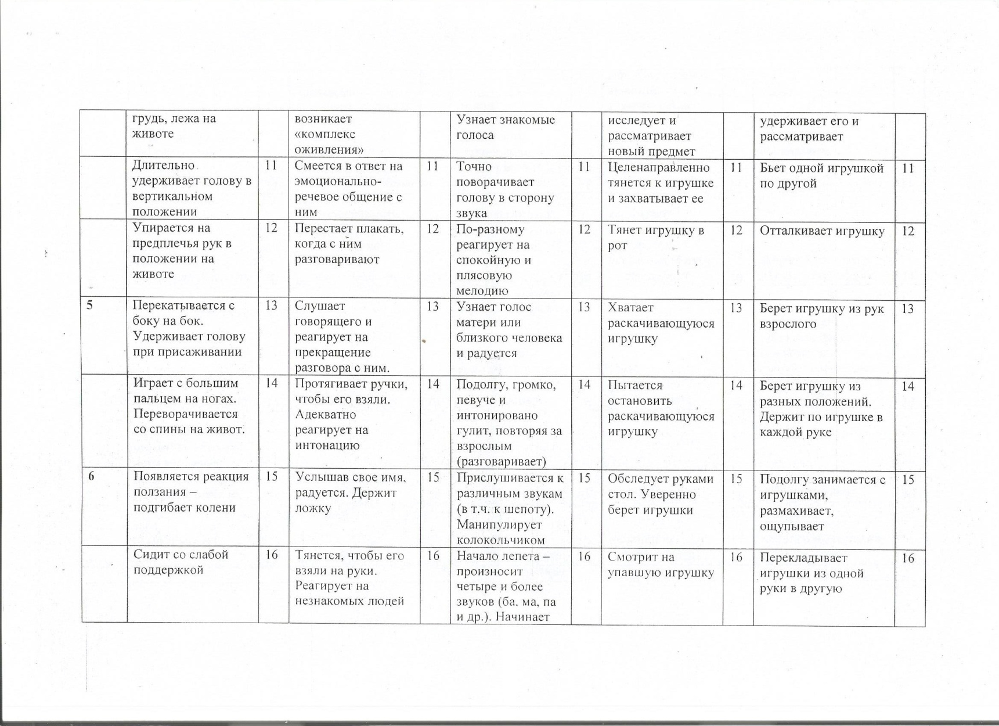 грудь, лежа на
животе
возникает
«комплекс
оживления»
Узнает знакомые
голоса
исследует и
рассматривает
новый предмет
удерживает его и
рассматривает
Длительно
удерживает голову в
вертикальном
положении
11
Смеется в ответ на
эмоционально-
речевое общение с
ним
11
Точно
поворачивает
голову в сторону
звука
11
Целенаправленно
тянется к игрушке
и захватывает ее
11
Бьет одной игрушкой
по другой
11
Упирается на
предплечья рук в
положении на
животе
12
Перестает плакать,
когда с ним
разговаривают
12
По-разному
реагирует на
спокойную и
плясовую
мелодию
12
Тянет игрушку в
рот
12
Отталкивает игрушку
12
5
Перекатывается с
боку на бок.
Удерживает голову
при присаживании
13
Слушает
говорящего и
реагирует на
прекращение
разговора с ним.
13
Узнает голос
матери или
близкого человека
и радуется
13
Хватает
раскачивающуюся
игрушку
13
Берет игрушку из рук
взрослого
13
Играет с большим
пальцем на ногах.
Переворачивается
со спины на живот.
14
Протягивает ручки,
чтобы его взяли.
Адекватно
реагирует на
интонацию
14
Подолгу, громко,
певуче и
интонировано
гулит, повторяя за
взрослым
(разговаривает)
14
Пытается
остановить
раскачивающуюся
игрушку
14
Берет игрушку из
разных положений.
Держит по игрушке в
каждой руке
14
6
Появляется реакция
ползания –
подгибает колени
15
Услышав свое имя,
радуется. Держит
ложку
15
Прислушивается к
различным звукам
(в т.ч. к шепоту).
Манипулирует
колокольчиком
15
Обследует руками
стол. Уверенно
берет игрушки
15
Подолгу занимается с
игрушками,
размахивает,
ощупывает
15
Сидит со слабой
поддержкой
16
Тянется, чтобы его
взяли на руки.
Реагирует на
незнакомых людей
16
Начало лепета –
произносит
четыре и более
звуков (ба, ма, па
и др.). Начинает
16
Смотрит на
упавшую игрушку
16
Перекладывает
игрушки из одной
руки в другую
16